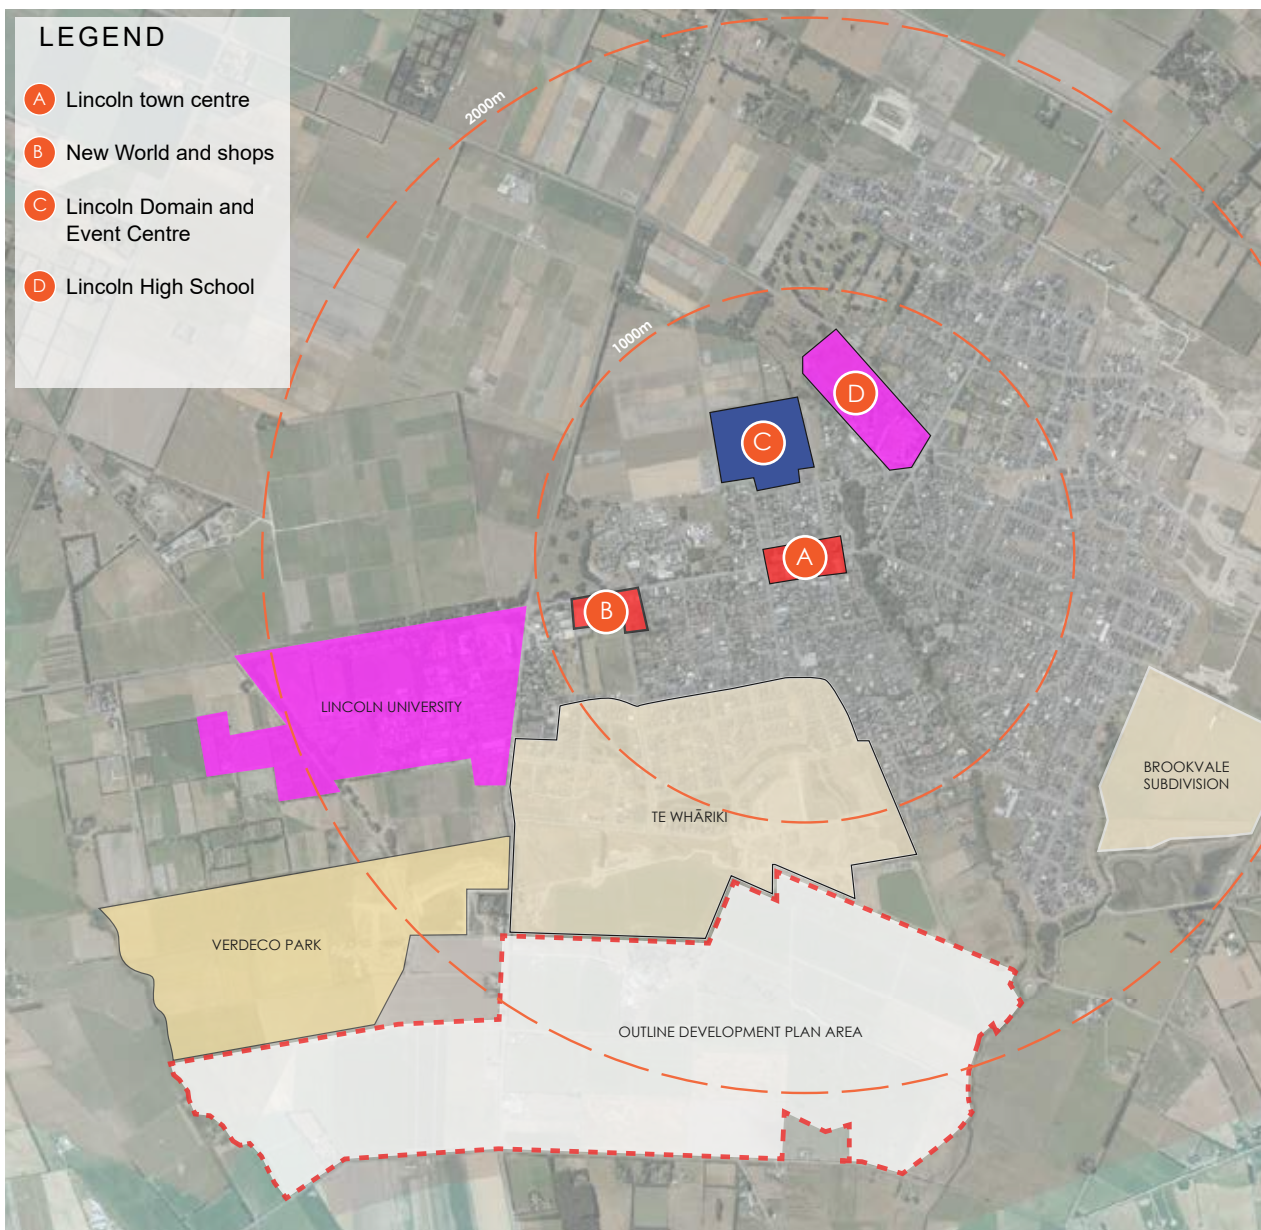 LEGEND
A Lincoln town centre
B New World and shops
C Lincoln Domain and
Event Centre
D Lincoln High School
2000m
1000m
D
C
A
B
LINCOLN UNIVERSITY
BROOKVALE
SUBDIVISION
TE WHĀRIKI
VERDECO PARK
OUTLINE DEVELOPMENT PLAN AREA